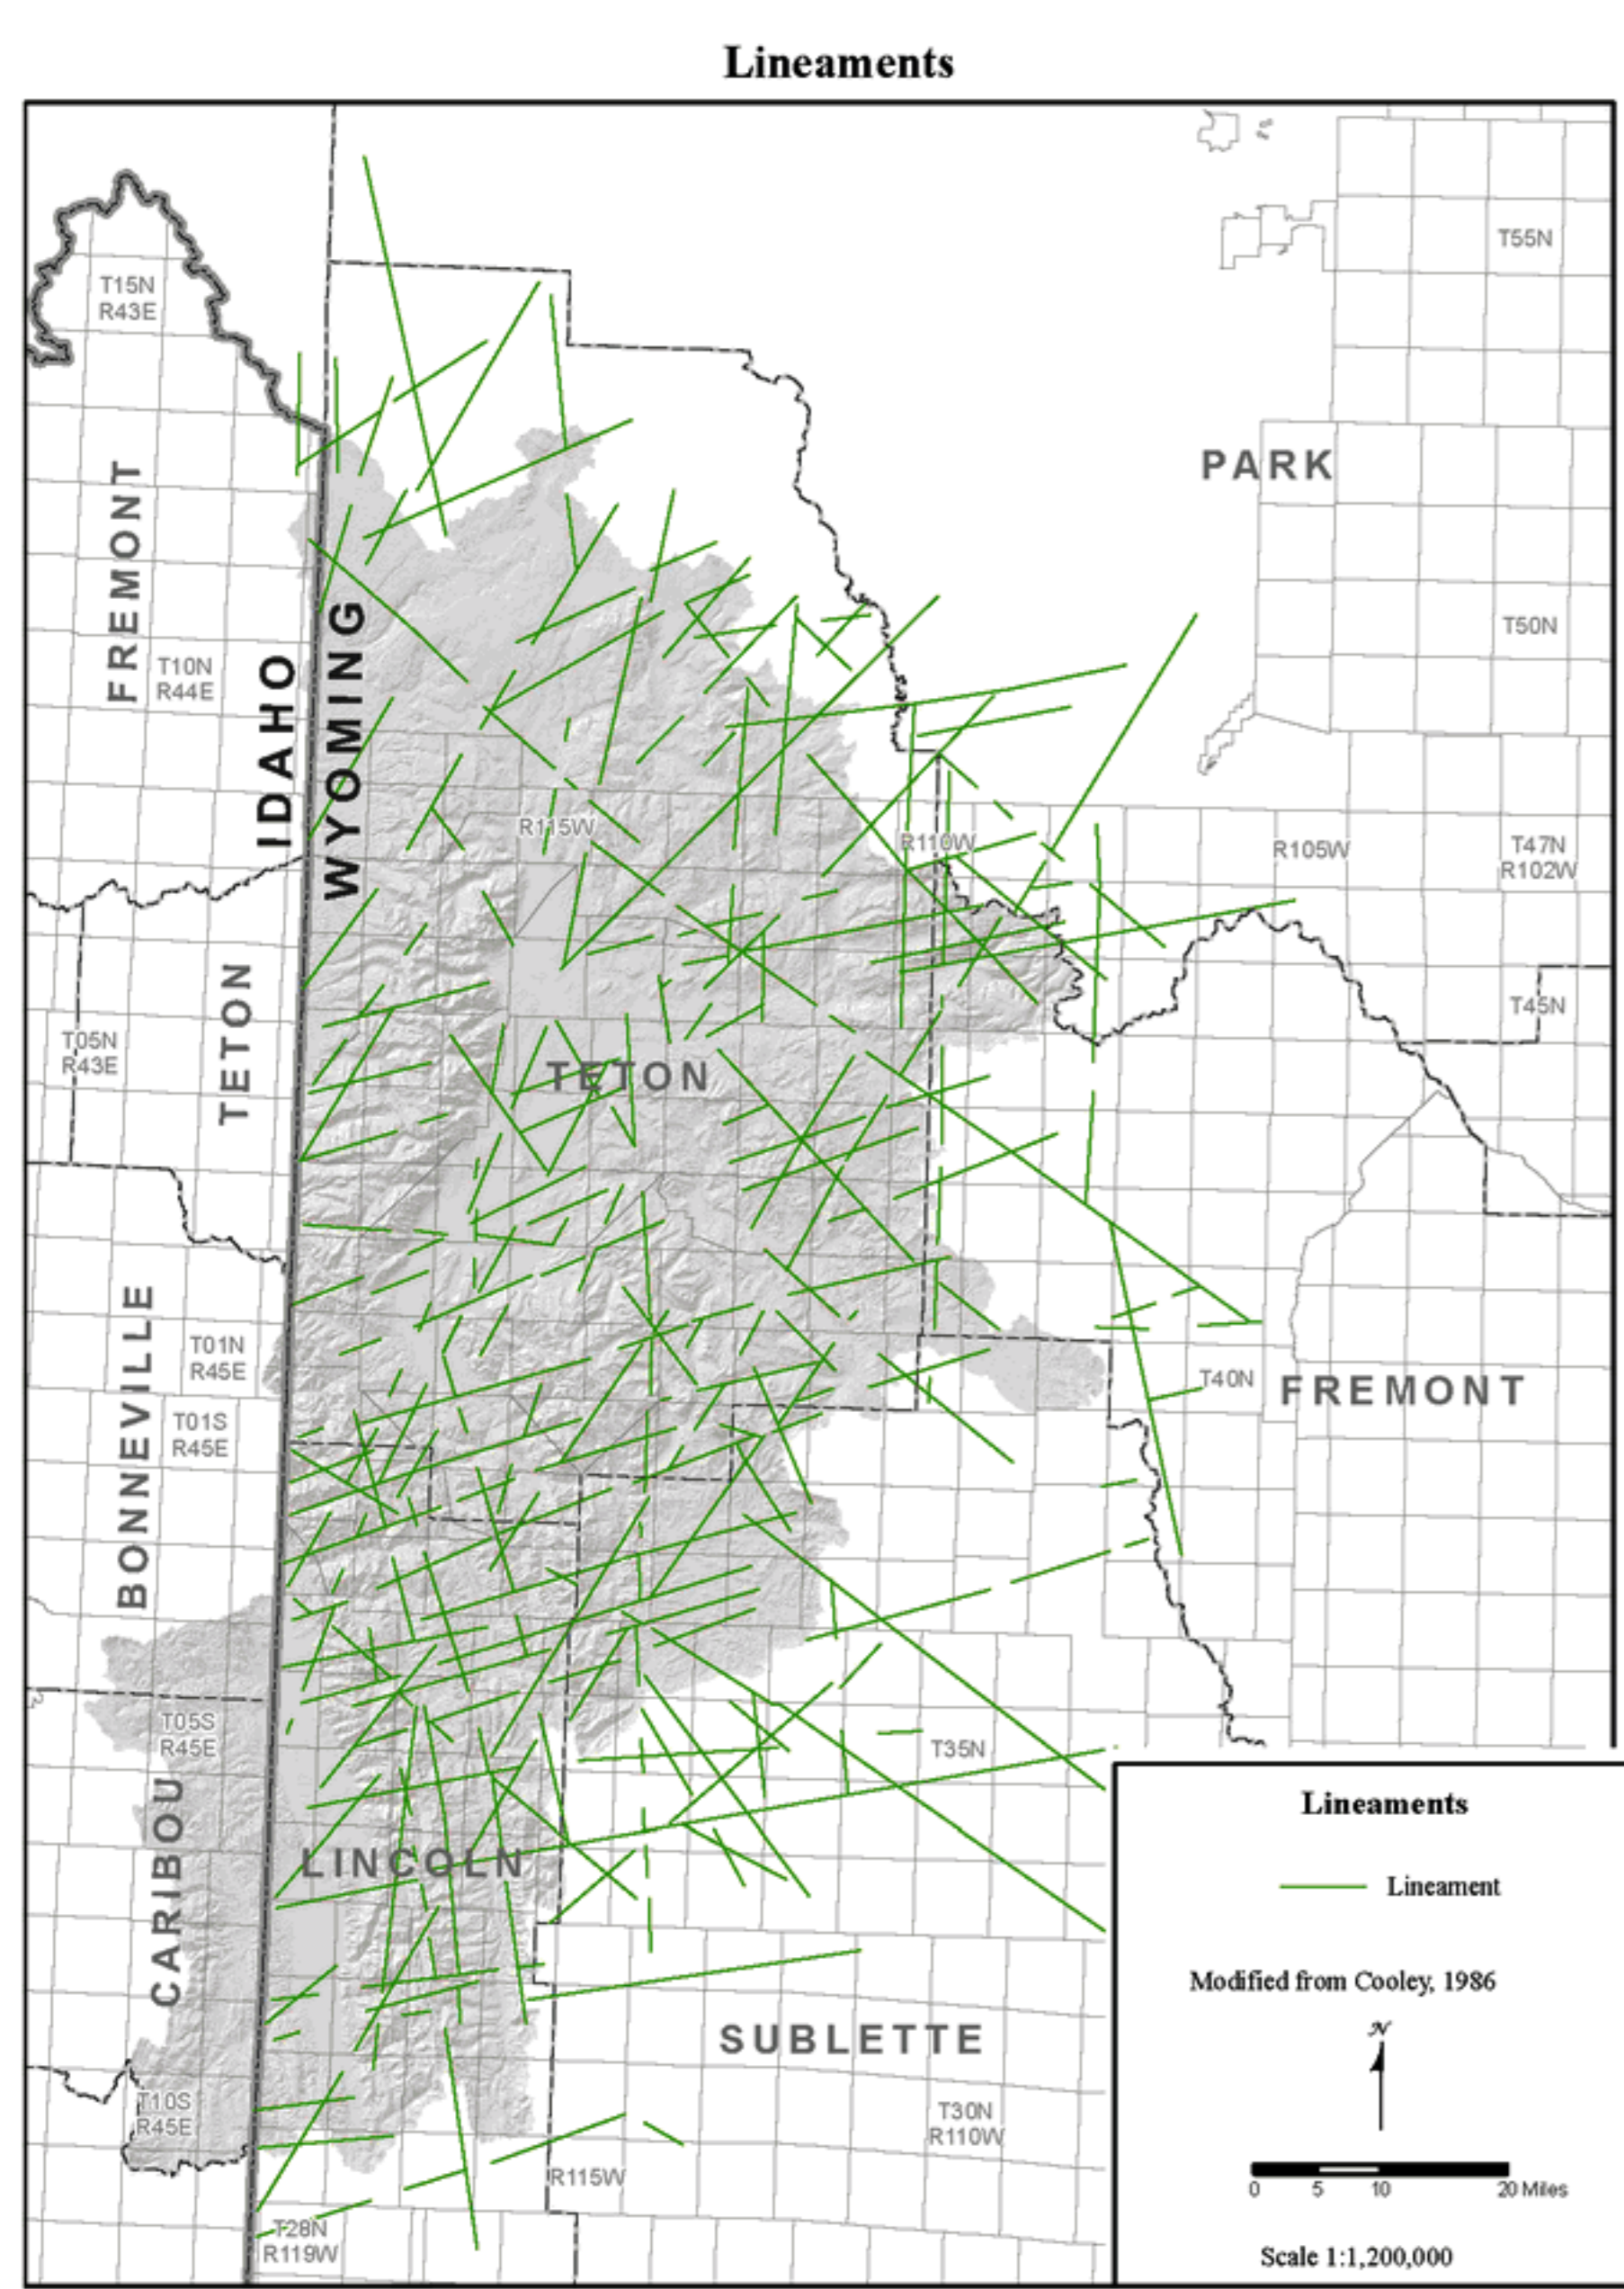 Lineaments
T15N
R43E
T55N
PARK
FREMONT
T50N
T10N
R44E
IDAHO
WYOMING
R115W
R110W
R105W
T47N
R102W
TETON
T45N
T05N
R43E
TETON
BONNEVILLE
T01N
R45E
T40N
FREMONT
T01S
R45E
T05S
R45E
T35N
CARIBOU
LINCOLN
SUBLETTE
T10S
R45E
T30N
R110W
R115W
T28N
R119W
Lineaments
Lineament
Modified from Cooley, 1986
N
0 5 10 20 Miles
Scale 1:1,200,000